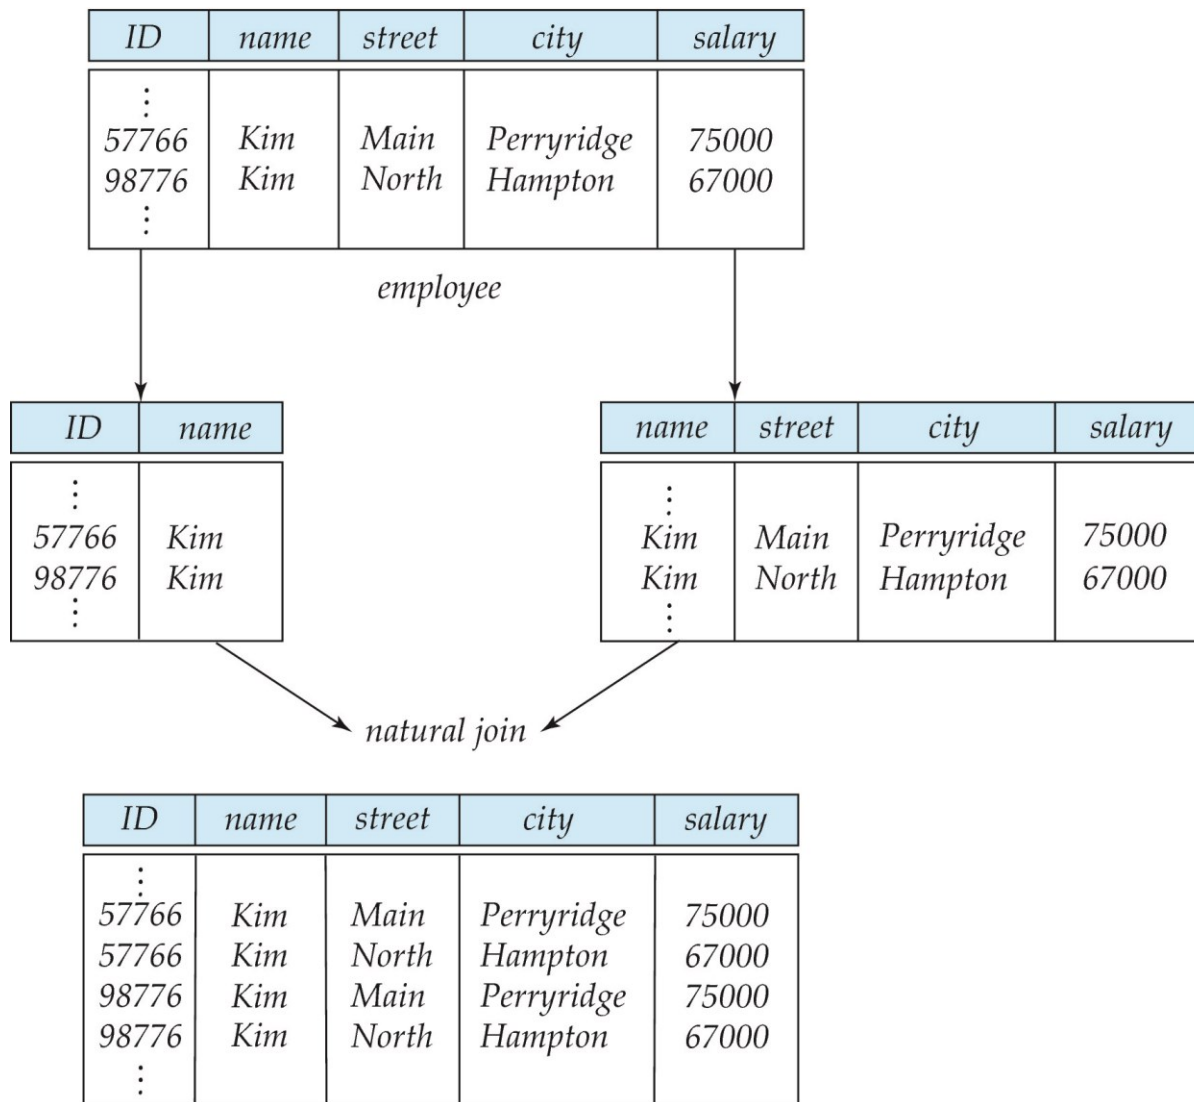 ID name street city salary
⋮
57766 Kim Main Perryridge 75000
98776 Kim North Hampton 67000
⋮
employee
ID name
⋮
57766 Kim
98776 Kim
⋮
name street city salary
⋮
Kim Main Perryridge 75000
Kim North Hampton 67000
⋮
natural join
ID name street city salary
⋮
57766 Kim Main Perryridge 75000
57766 Kim North Hampton 67000
98776 Kim Main Perryridge 75000
98776 Kim North Hampton 67000
⋮